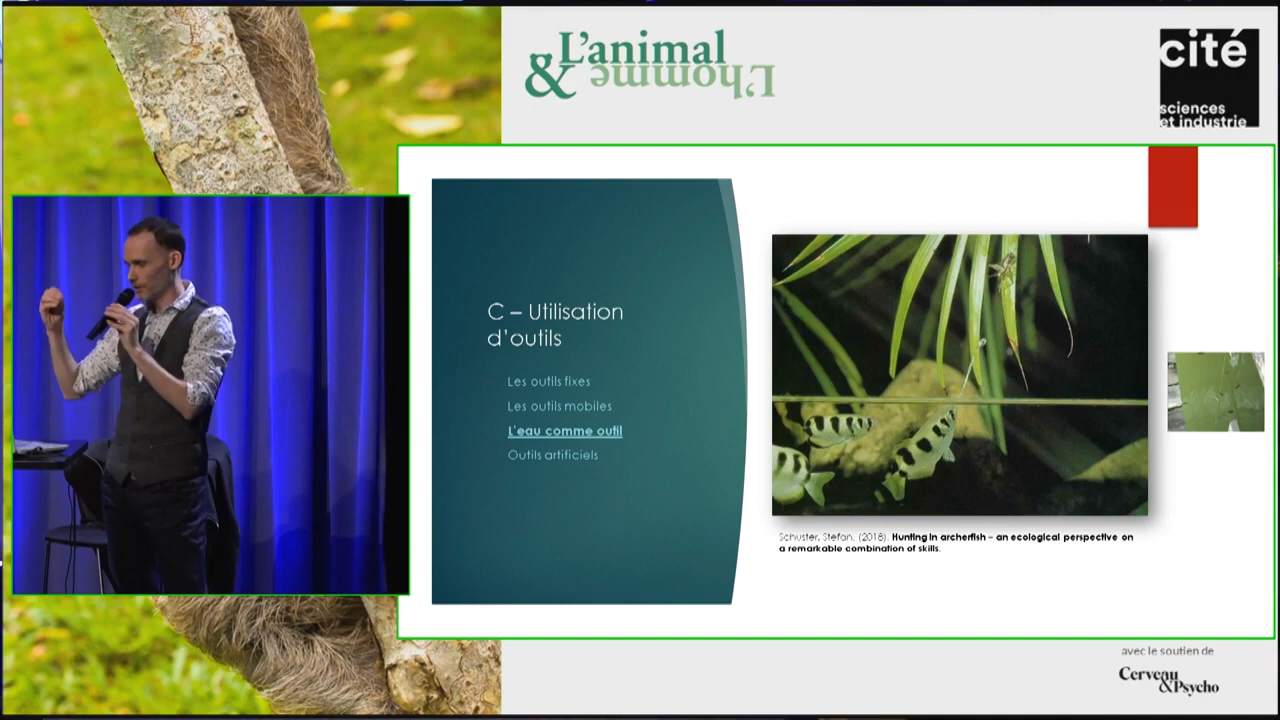 L'animal
&
L'homme
cité
sciences
et industrie
C – Utilisation
d'outils
Les outils fixes
Les outils mobiles
L'eau comme outil
Outils artificiels
Schuster, Stefan. (2018). Hunting in archerfish – an ecological perspective on
a remarkable combination of skills.
avec le soutien de
Cerveau
&Psycho